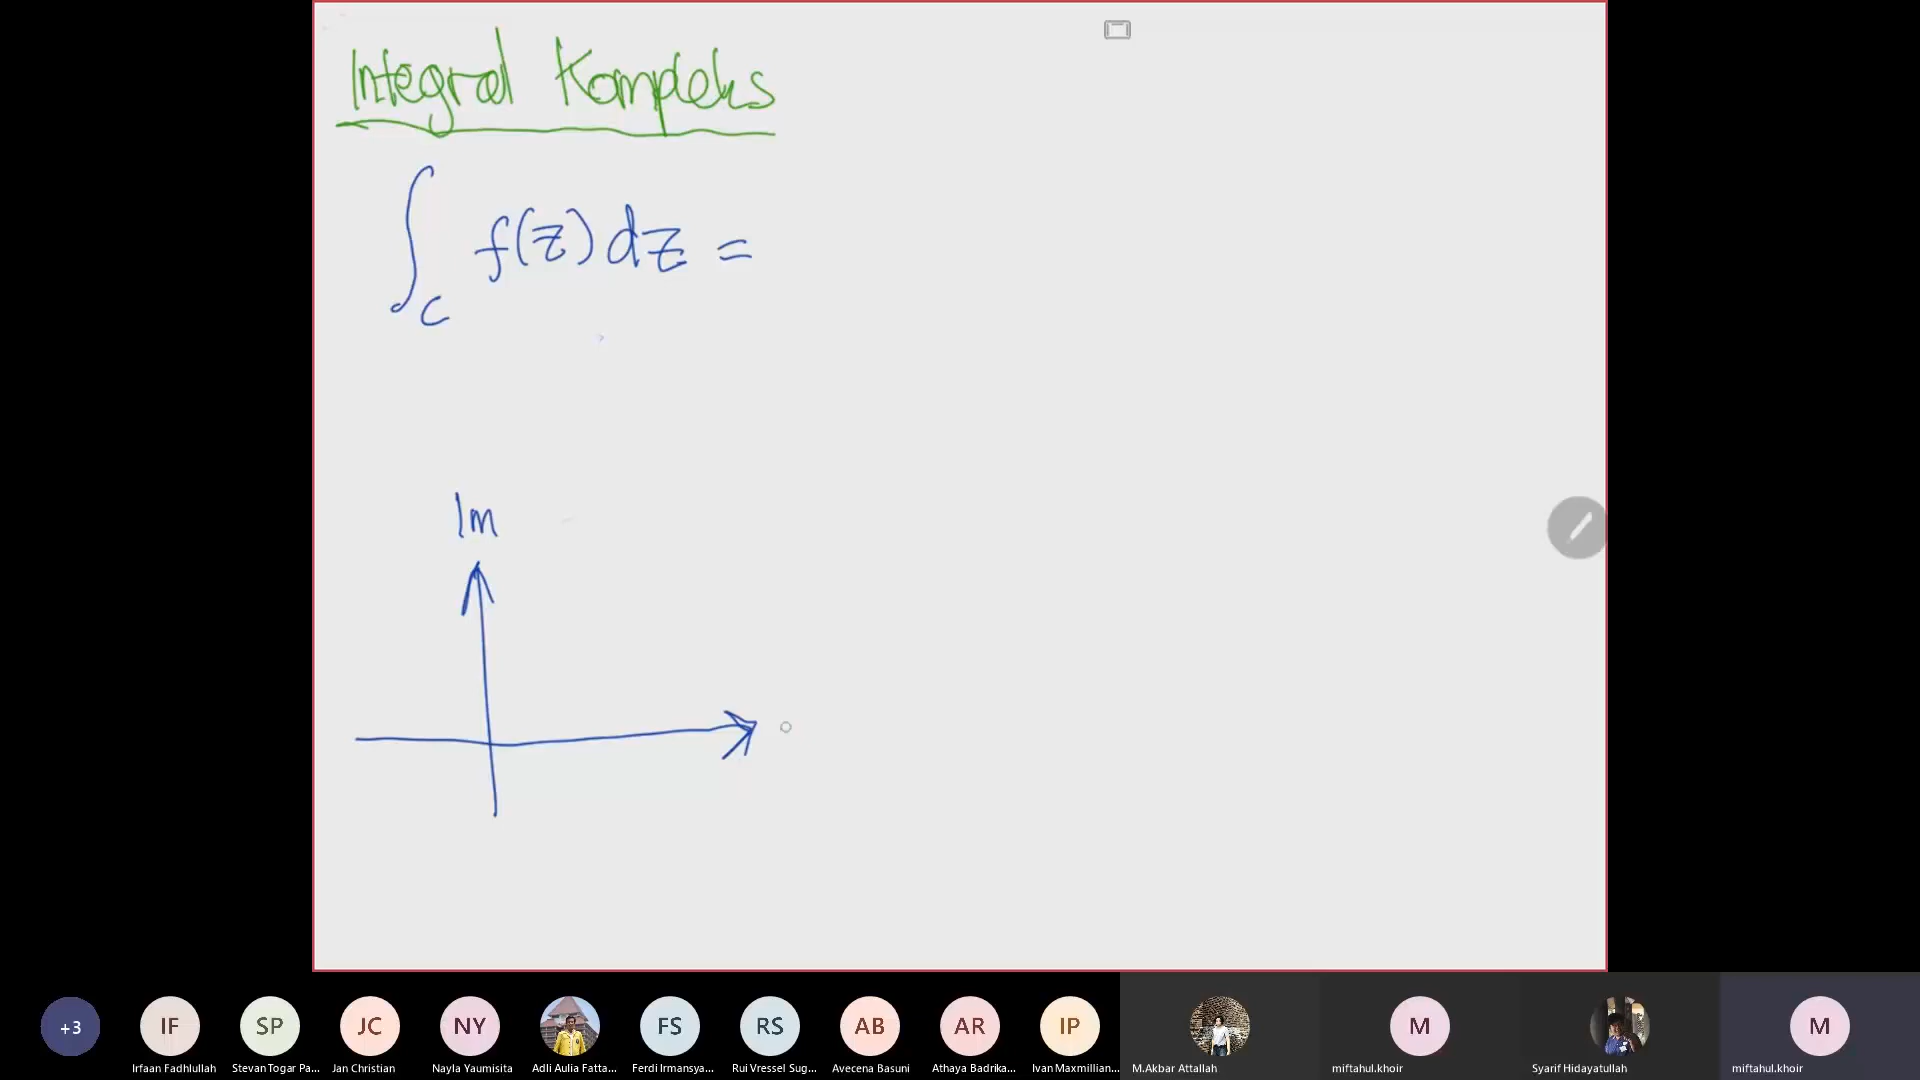 Integral Kompleks
∫_C f(z) dz =
Im
+3 IF SP JC NY FS RS AB AR IP M M
Irfaan Fadhlullah Stevan Togar Pa... Jan Christian Nayla Yaumisita Adli Aulia Fatta... Ferdi Irmansya... Rui Vressel Sug... Avecena Basuni Athaya Badrika... Ivan Maxmillian... M.Akbar Attallah miftahul.khoir Syarif Hidayatullah miftahul.khoir